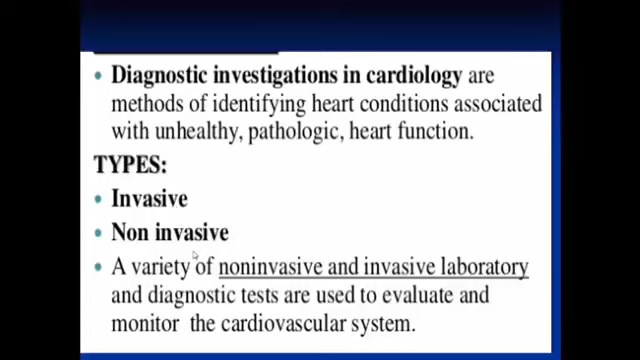 • Diagnostic investigations in cardiology are
methods of identifying heart conditions associated
with unhealthy, pathologic, heart function.
TYPES:
• Invasive
• Non invasive
• A variety of noninvasive and invasive laboratory
and diagnostic tests are used to evaluate and
monitor the cardiovascular system.